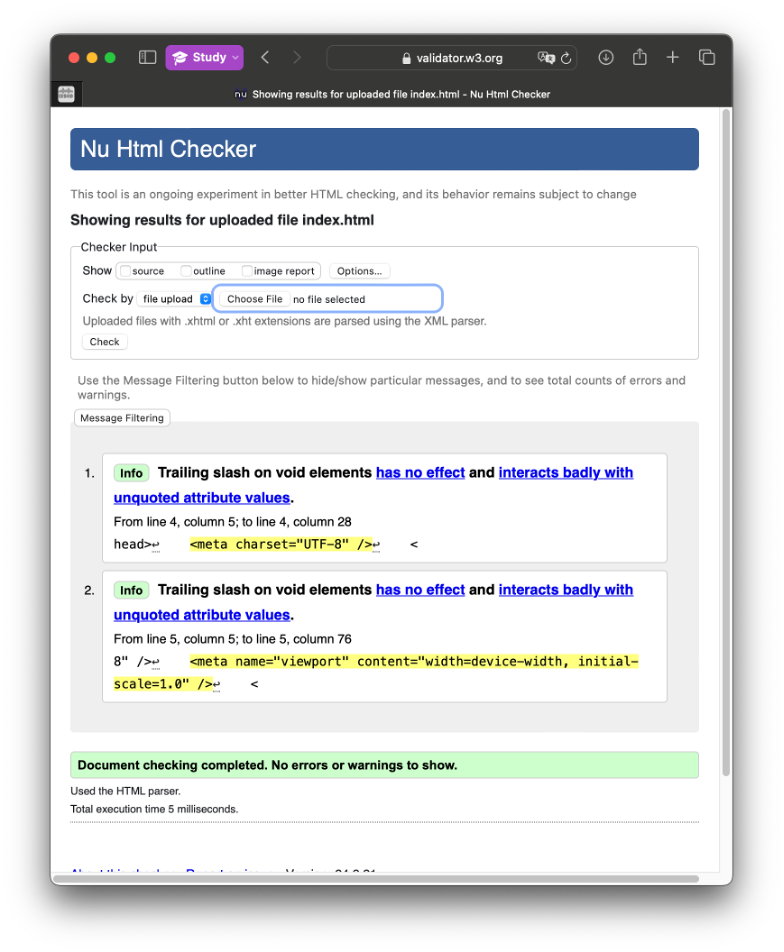 Study
validator.w3.org
nu Showing results for uploaded file index.html - Nu Html Checker
Nu Html Checker
This tool is an ongoing experiment in better HTML checking, and its behavior remains subject to change
Showing results for uploaded file index.html
Checker Input
Show source outline image report Options...
Check by file upload Choose File no file selected
Uploaded files with .xhtml or .xht extensions are parsed using the XML parser.
Check
Use the Message Filtering button below to hide/show particular messages, and to see total counts of errors and
warnings.
Message Filtering
1. Info Trailing slash on void elements has no effect and interacts badly with
unquoted attribute values.
From line 4, column 5; to line 4, column 28
head>↩ <meta charset="UTF-8" />↩ <
2. Info Trailing slash on void elements has no effect and interacts badly with
unquoted attribute values.
From line 5, column 5; to line 5, column 76
8" />↩ <meta name="viewport" content="width=device-width, initial-
scale=1.0" />↩ <
Document checking completed. No errors or warnings to show.
Used the HTML parser.
Total execution time 5 milliseconds.